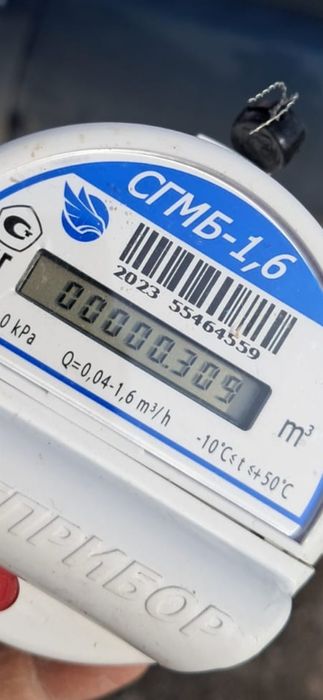 СГМБ-1,6
2023 55464559
00000.309
m³
0 kPa
Q=0,04-1,6 m³/h
-10°C≤ t ≤+50°C
ПРИБОР